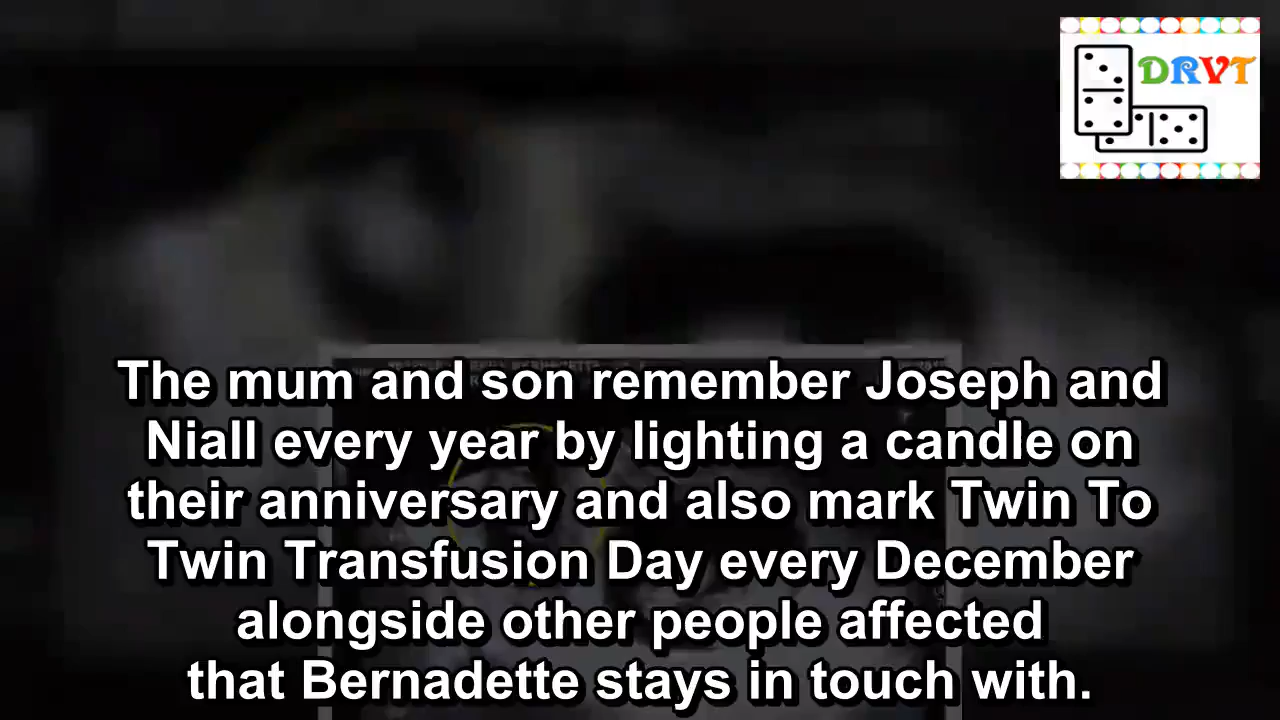 DRVT
The mum and son remember Joseph and
Niall every year by lighting a candle on
their anniversary and also mark Twin To
Twin Transfusion Day every December
alongside other people affected
that Bernadette stays in touch with.